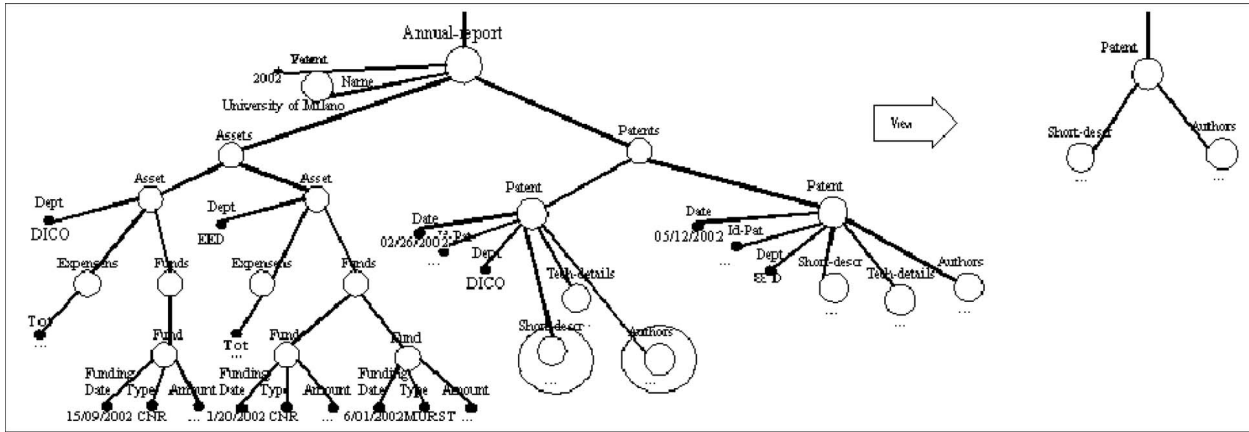 Annual-report
2002
Name
University of Milano
Assets
Patents
View
Patent
Short-descr
Authors
...
...
Asset
Asset
Patent
Patent
Dept
DICO
Dept
EED
Date
02/26/2002
Id-Pat
...
Dept
DICO
Date
05/12/2002
Id-Pat
...
Dept
Expensens
Funds
Expensens
Funds
Tech-details
Short-descr
Tech-details
Authors
...
...
...
Tot
...
Tot
...
Short-descr
...
Authors
...
Fund
Fund
Fund
Funding
Date
Type
Amount
Funding
Date
Type
Amount
Funding
Date
Type
Amount
15/09/2002
CNR
...
1/20/2002
CNR
...
6/01/2002
MURST
...